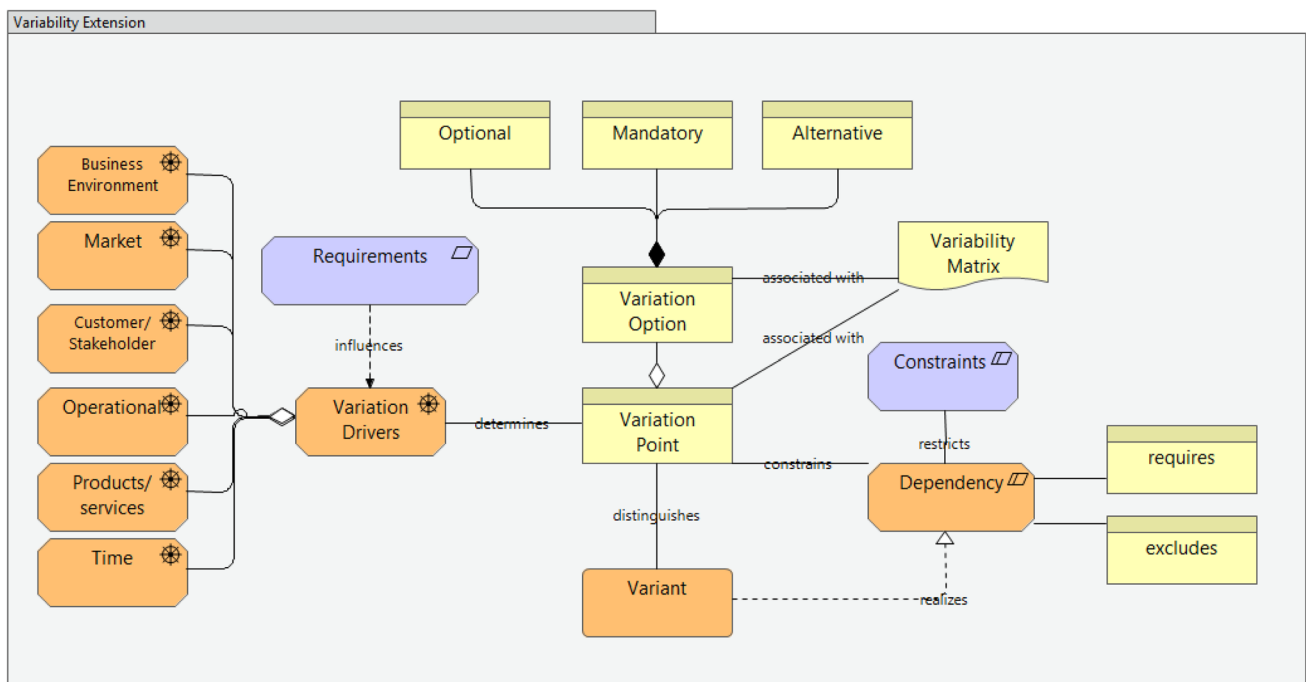 Variability Extension
Optional
Mandatory
Alternative
Business
Environment
Market
Customer/
Stakeholder
Operational
Products/
services
Time
Requirements
influences
Variation
Drivers
determines
Variation
Option
associated with
Variability
Matrix
associated with
Variation
Point
constrains
distinguishes
Variant
realizes
Constraints
restricts
Dependency
requires
excludes